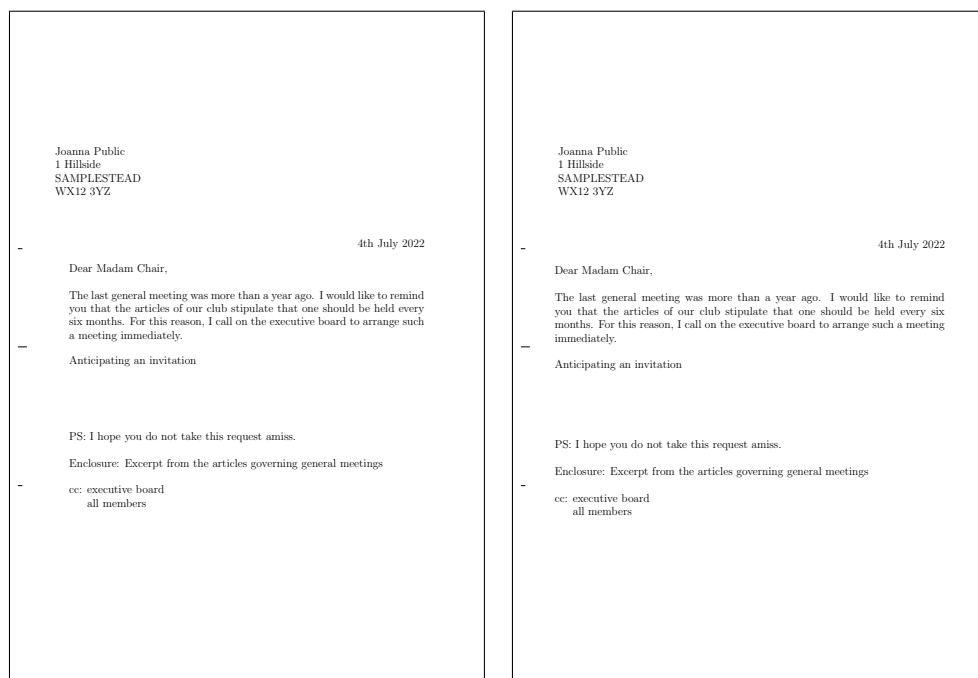 Joanna Public
1 Hillside
SAMPLESTEAD
WX12 3YZ
4th July 2022
Dear Madam Chair,
The last general meeting was more than a year ago. I would like to remind
you that the articles of our club stipulate that one should be held every
six months. For this reason, I call on the executive board to arrange such
a meeting immediately.
Anticipating an invitation
PS: I hope you do not take this request amiss.
Enclosure: Excerpt from the articles governing general meetings
cc: executive board
all members
Joanna Public
1 Hillside
SAMPLESTEAD
WX12 3YZ
4th July 2022
Dear Madam Chair,
The last general meeting was more than a year ago. I would like to remind
you that the articles of our club stipulate that one should be held every six
months. For this reason, I call on the executive board to arrange such a meeting
immediately.
Anticipating an invitation
PS: I hope you do not take this request amiss.
Enclosure: Excerpt from the articles governing general meetings
cc: executive board
all members